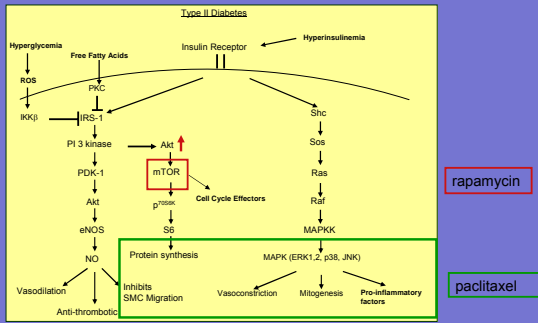 Type II Diabetes
Hyperglycemia
Free Fatty Acids
Insulin Receptor
Hyperinsulinemia
ROS
PKC
IKKβ
IRS-1
Shc
PI 3 kinase
Akt
Sos
PDK-1
mTOR
Ras
rapamycin
Akt
p70S6K
Cell Cycle Effectors
Raf
eNOS
S6
MAPKK
NO
Protein synthesis
MAPK (ERK1,2, p38, JNK)
Vasodilation
Inhibits
SMC Migration
Vasoconstriction
Mitogenesis
Pro-inflammatory
factors
paclitaxel
Anti-thrombotic